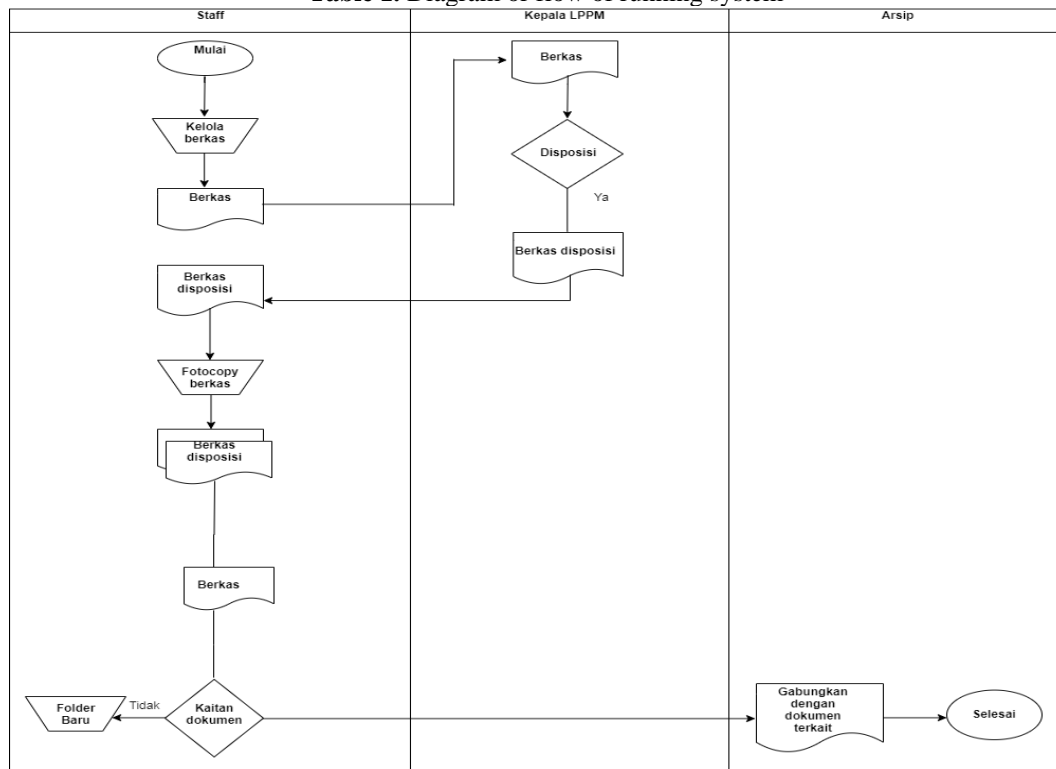 Table 1. Diagram of flow of running system
Staff
Kepala LPPM
Arsip
Mulai
Kelola
berkas
Berkas
Berkas
Disposisi
Ya
Berkas disposisi
Berkas
disposisi
Fotocopy
berkas
Berkas
disposisi
Berkas
Kaitan
dokumen
Tidak
Folder
Baru
Gabungkan
dengan
dokumen
terkait
Selesai